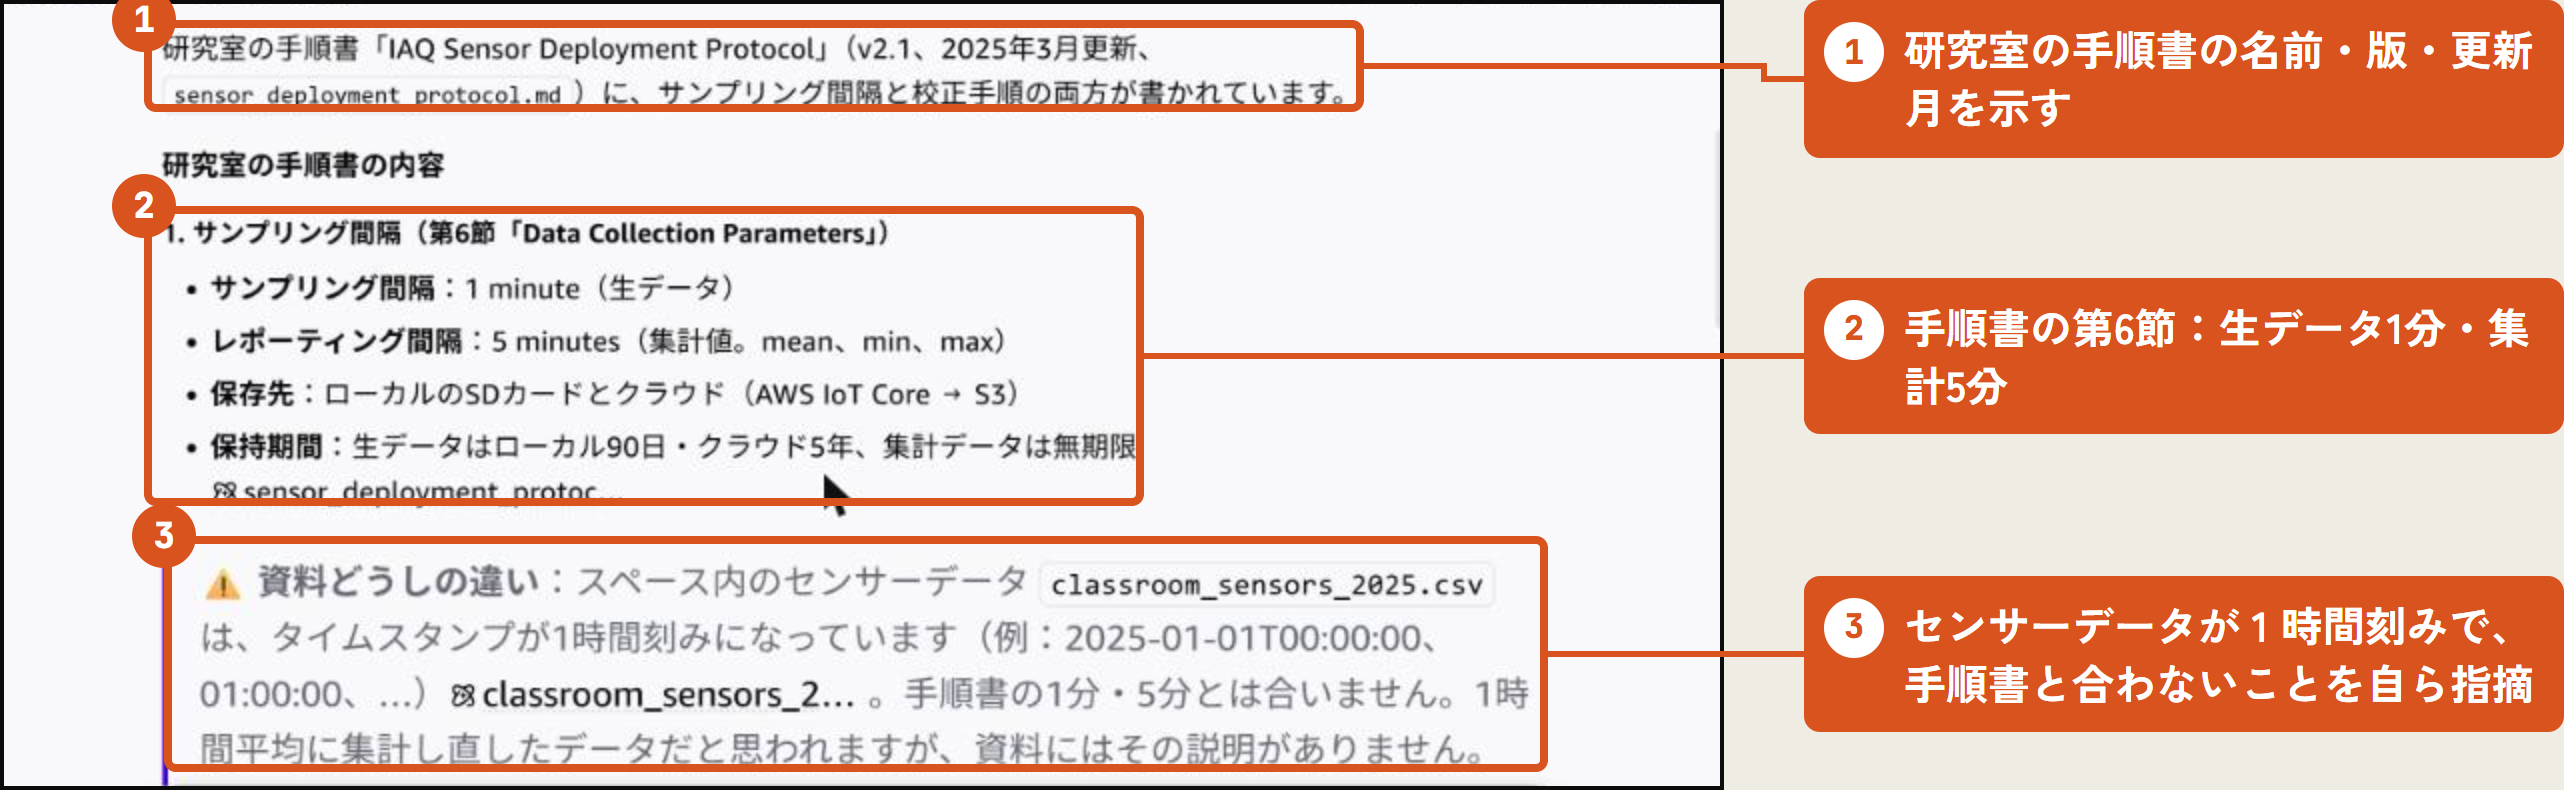 1
研究室の手順書「IAQ Sensor Deployment Protocol」（v2.1、2025年3月更新、
sensor_deployment_protocol.md ）に、サンプリング間隔と校正手順の両方が書かれています。
研究室の手順書の内容
2
1. サンプリング間隔（第6節「Data Collection Parameters」）
• サンプリング間隔：1 minute（生データ）
• レポーティング間隔：5 minutes（集計値。mean、min、max）
• 保存先：ローカルのSDカードとクラウド（AWS IoT Core → S3）
• 保持期間：生データはローカル90日・クラウド5年、集計データは無期限
sensor_deployment_protoc...
3
⚠ 資料どうしの違い：スペース内のセンサーデータ classroom_sensors_2025.csv
は、タイムスタンプが1時間刻みになっています（例：2025-01-01T00:00:00、
01:00:00、…） classroom_sensors_2... 。手順書の1分・5分とは合いません。1時
間平均に集計し直したデータだと思われますが、資料にはその説明がありません。
1 研究室の手順書の名前・版・更新
月を示す
2 手順書の第6節：生データ1分・集
計5分
3 センサーデータが１時間刻みで、
手順書と合わないことを自ら指摘